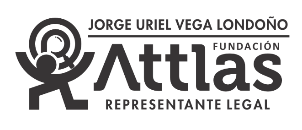 JORGE URIEL VEGA LONDOÑO
FUNDACIÓN
Attlas
REPRESENTANTE LEGAL